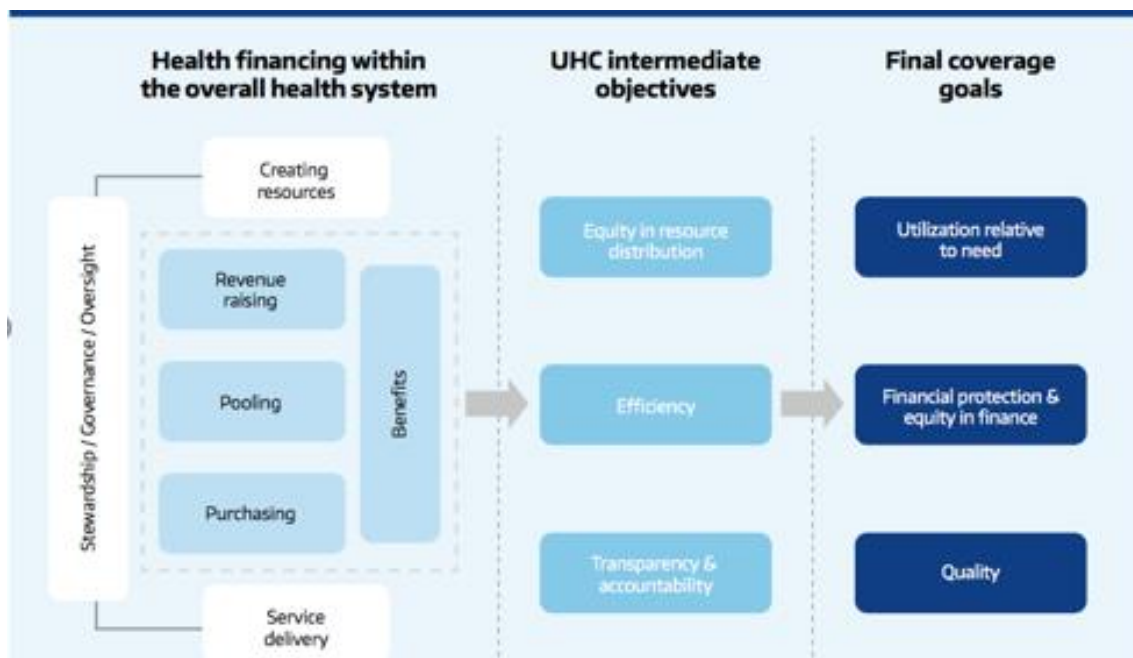 Health financing within
the overall health system
UHC intermediate
objectives
Final coverage
goals
Stewardship / Governance / Oversight
Creating
resources
Revenue
raising
Pooling
Purchasing
Benefits
Service
delivery
Equity in resource
distribution
Efficiency
Transparency &
accountability
Utilization relative
to need
Financial protection &
equity in finance
Quality